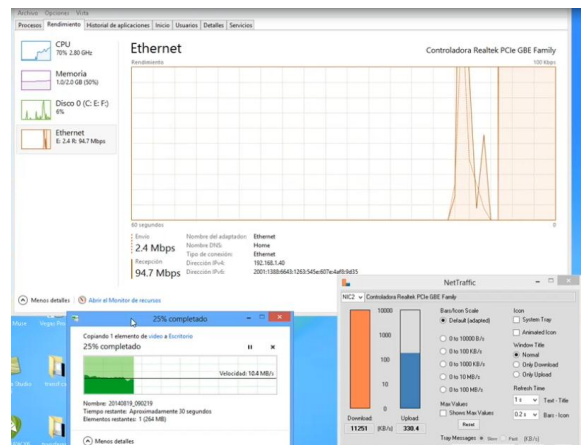 Archivo Opciones Vista
Procesos Rendimiento Historial de aplicaciones Inicio Usuarios Detalles Servicios
CPU
70% 2.80 GHz
Memoria
1.0/2.0 GB (50%)
Disco 0 (C: E: F:)
6%
Ethernet
E: 2.4 R: 94.7 Mbps
Ethernet
Controladora Realtek PCIe GBE Family
Rendimiento
100 Kbps
60 segundos
0
Envío
2.4 Mbps
Recepción
94.7 Mbps
Nombre del adaptador: Ethernet
Nombre DNS: Home
Tipo de conexión: Ethernet
Dirección IPv4: 192.168.1.40
Dirección IPv6:
Menos detalles
Abrir el Monitor de recursos
25% completado
Copiando 1 elemento de video a Escritorio
25% completado
Velocidad: 10.4 MB/s
Nombre: 20140819_090219
Tiempo restante: Aproximadamente 30 segundos
Elementos restantes: 1 (264 MB)
Menos detalles
NetTraffic
NIC2
Controladora Realtek PCIe GBE Family
10000
1000
100
10
0
Download
Upload
11251
[KB/s]
330.4
Bars/Icon Scale
Default (adapted)
0 to 10000 B/s
0 to 100 KB/s
0 to 1000 KB/s
0 to 10 MB/s
0 to 100 MB/s
Max Values
Shows Max Values
Reset
Icon
System Tray
Animated Icon
Window Title
Normal
Only Download
Only Upload
Refresh Time
1 s
Text - Title
0.2 s
Bars - Icon
Tray Messages
Show
[KB/s]